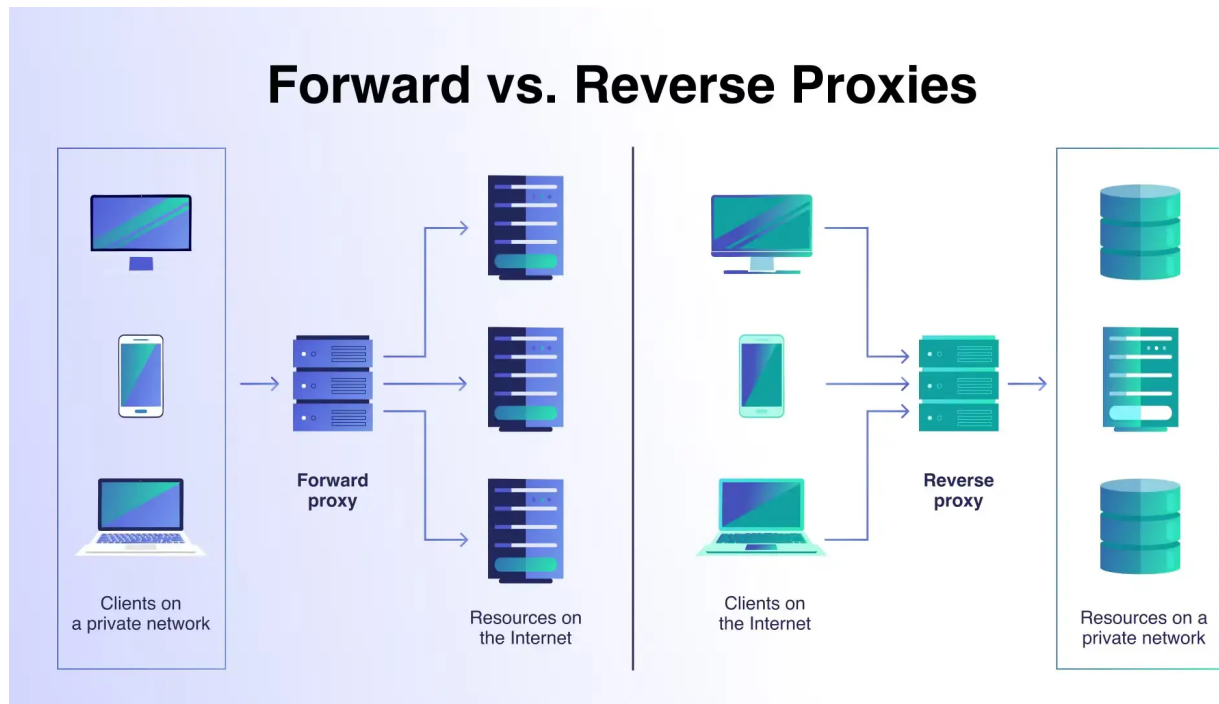 Forward vs. Reverse Proxies
Forward
proxy
Clients on
a private network
Resources on
the Internet
Reverse
proxy
Clients on
the Internet
Resources on a
private network